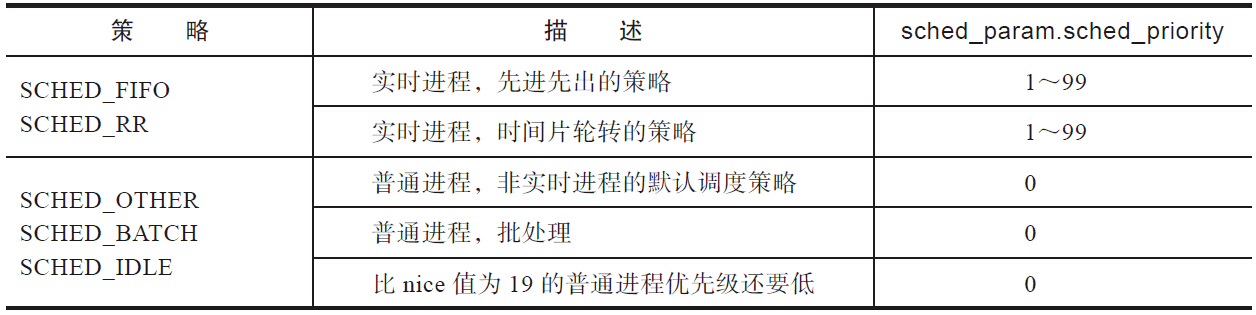 策 略 描 述 sched_param.sched_priority
SCHED_FIFO 实时进程，先进先出的策略 1～99
SCHED_RR 实时进程，时间片轮转的策略 1～99
SCHED_OTHER 普通进程，非实时进程的默认调度策略 0
SCHED_BATCH 普通进程，批处理 0
SCHED_IDLE 比 nice 值为 19 的普通进程优先级还要低 0